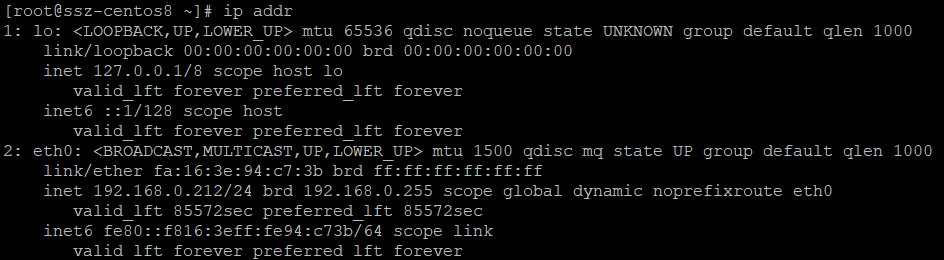 [root@ssz-centos8 ~]# ip addr
1: lo: <LOOPBACK,UP,LOWER_UP> mtu 65536 qdisc noqueue state UNKNOWN group default qlen 1000
    link/loopback 00:00:00:00:00:00 brd 00:00:00:00:00:00
    inet 127.0.0.1/8 scope host lo
       valid_lft forever preferred_lft forever
    inet6 ::1/128 scope host
       valid_lft forever preferred_lft forever
2: eth0: <BROADCAST,MULTICAST,UP,LOWER_UP> mtu 1500 qdisc mq state UP group default qlen 1000
    link/ether fa:16:3e:94:c7:3b brd ff:ff:ff:ff:ff:ff
    inet 192.168.0.212/24 brd 192.168.0.255 scope global dynamic noprefixroute eth0
       valid_lft 85572sec preferred_lft 85572sec
    inet6 fe80::f816:3eff:fe94:c73b/64 scope link
       valid_lft forever preferred_lft forever